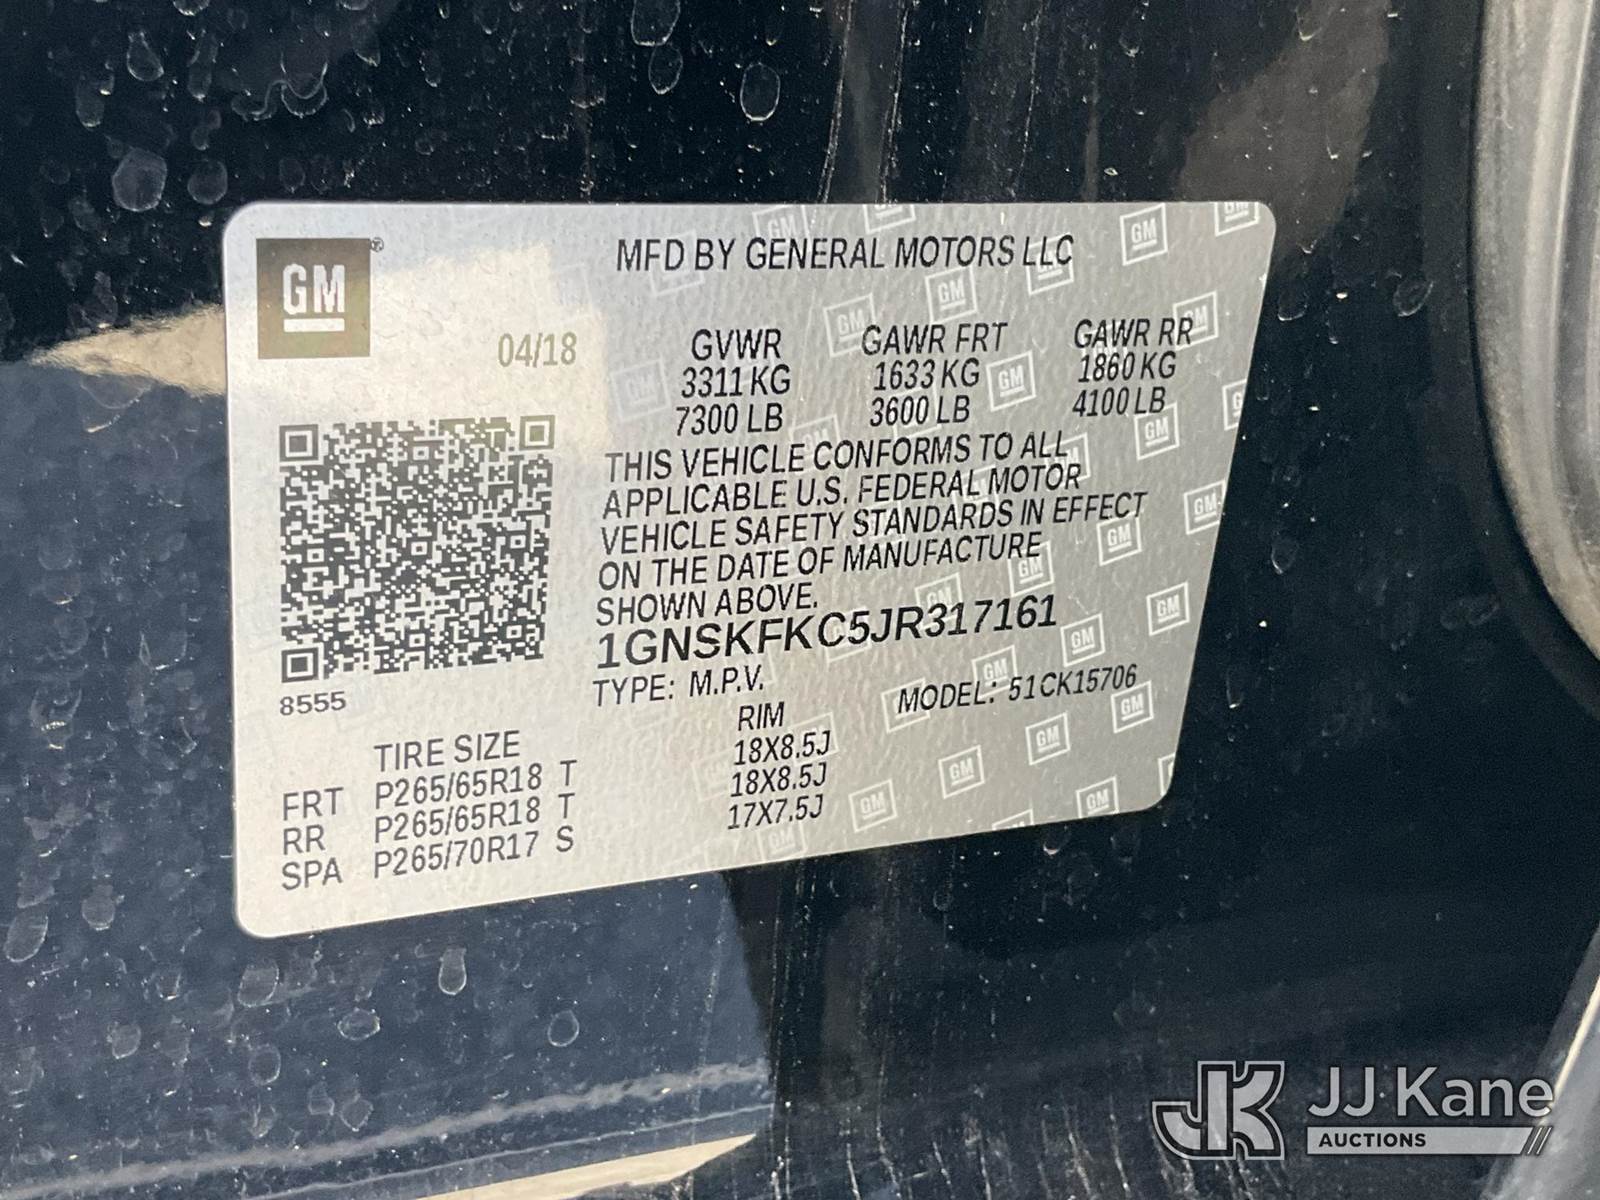 GM®
MFD BY GENERAL MOTORS LLC
04/18
GVWR GAWR FRT GAWR RR
3311 KG 1633 KG 1860 KG
7300 LB 3600 LB 4100 LB
THIS VEHICLE CONFORMS TO ALL
APPLICABLE U.S. FEDERAL MOTOR
VEHICLE SAFETY STANDARDS IN EFFECT
ON THE DATE OF MANUFACTURE
SHOWN ABOVE.
1GNSKFKC5JR317161
8555
TYPE: M.P.V. MODEL: 51CK15706
TIRE SIZE RIM
FRT P265/65R18 T 18X8.5J
RR P265/65R18 T 18X8.5J
SPA P265/70R17 S 17X7.5J
JK JJ Kane
AUCTIONS